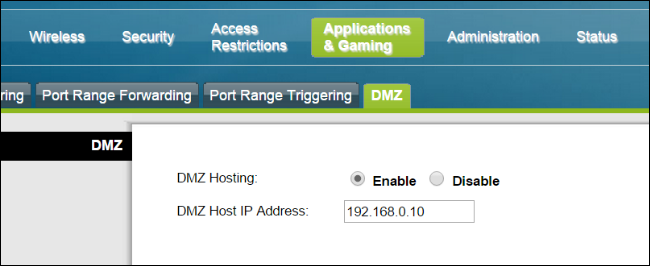 Wireless Security Access Restrictions Applications & Gaming Administration Status
ring Port Range Forwarding Port Range Triggering DMZ
DMZ
DMZ Hosting: Enable Disable
DMZ Host IP Address: 192.168.0.10